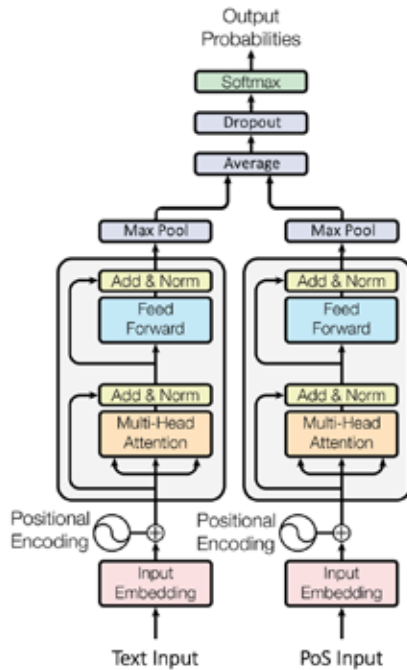 Output
Probabilities
Softmax
Dropout
Average
Max Pool
Max Pool
Add & Norm
Feed
Forward
Add & Norm
Multi-Head
Attention
Positional
Encoding
Input
Embedding
Text Input
Add & Norm
Feed
Forward
Add & Norm
Multi-Head
Attention
Positional
Encoding
Input
Embedding
PoS Input